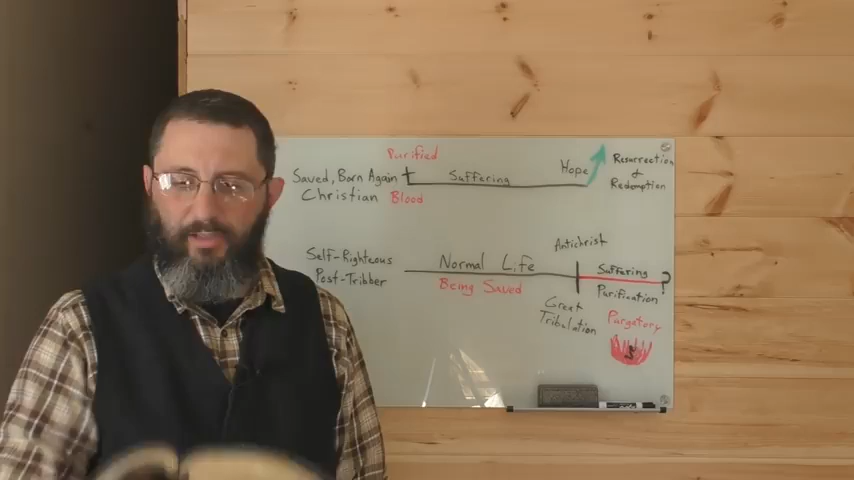 Purified
Saved, Born Again
Suffering
Hope
Resurrection
&
Redemption
Christian Blood
Self-Righteous
Post-Tribber
Normal Life
Being Saved
Antichrist
Great
Tribulation
Suffering
?
Purification
Purgatory